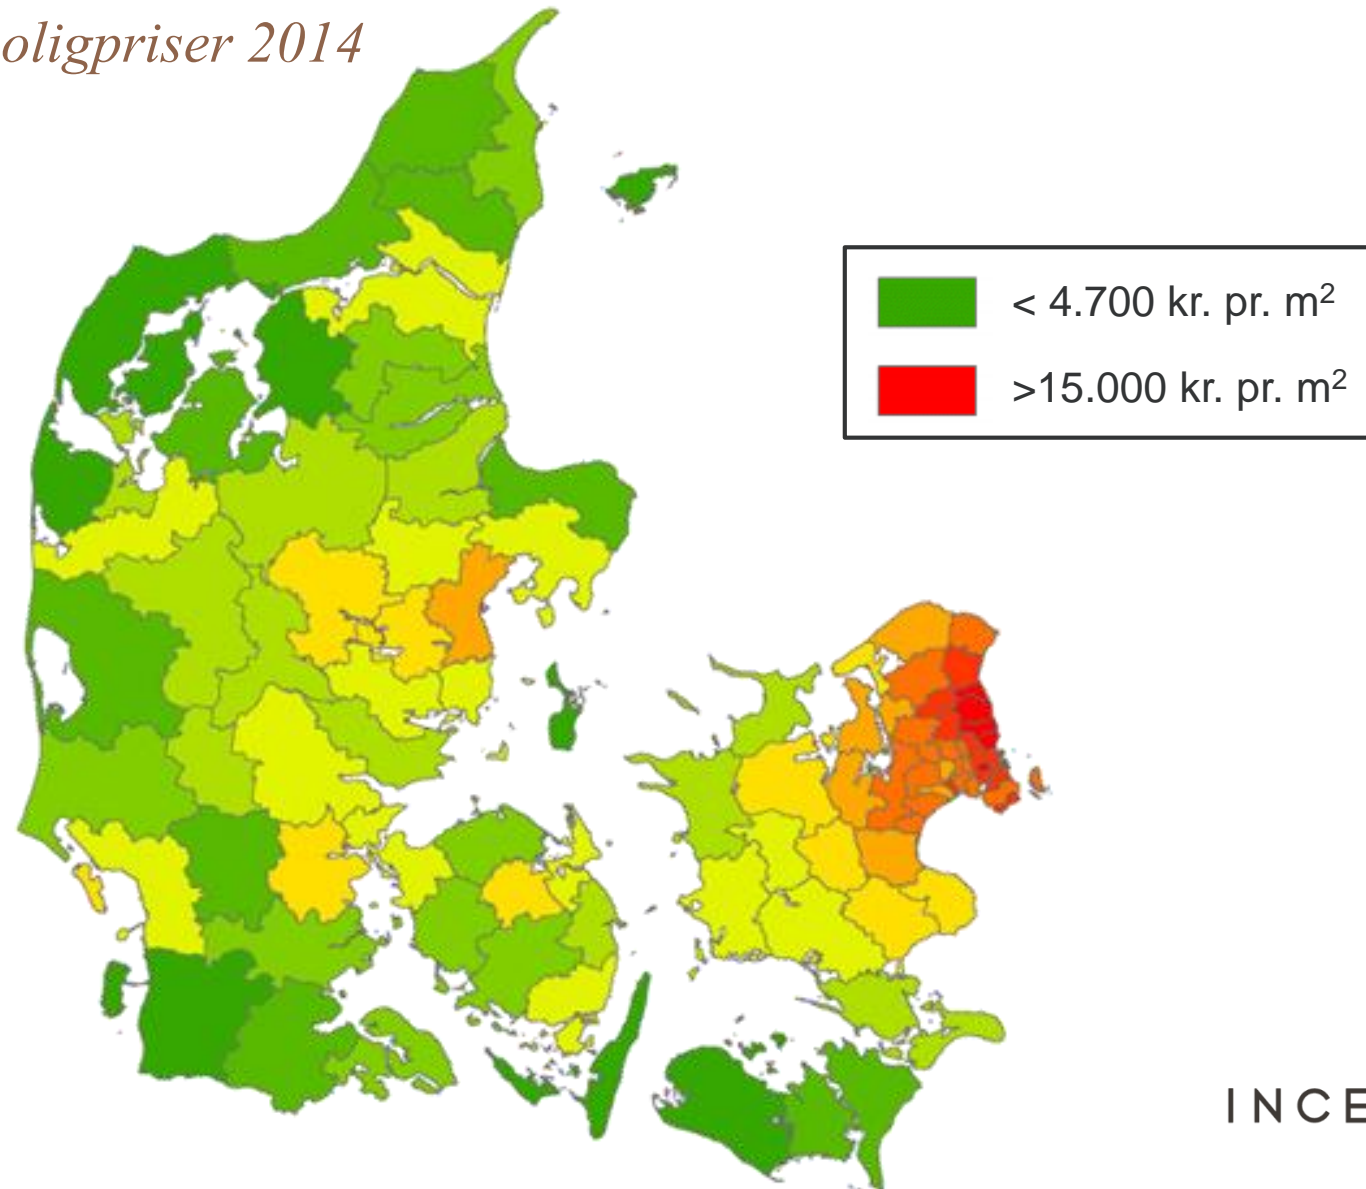 oligpriser 2014
< 4.700 kr. pr. m²
>15.000 kr. pr. m²
INCE